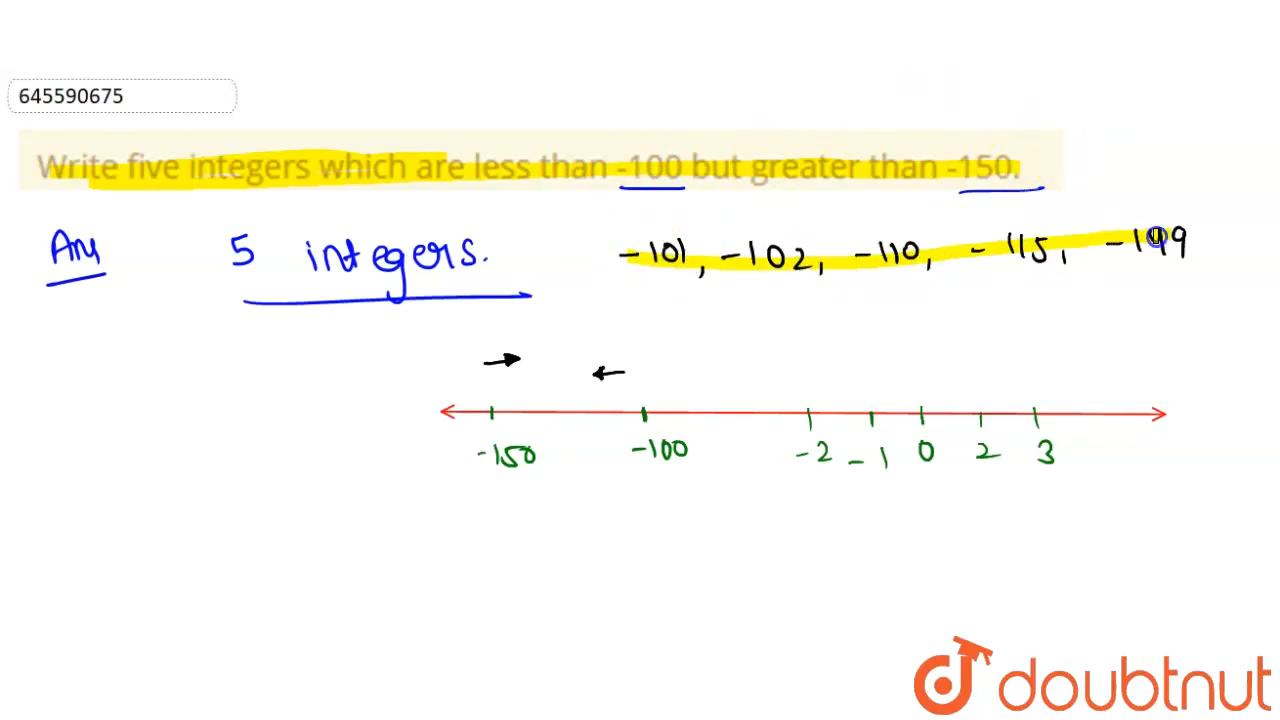 645590675
Write five integers which are less than -100 but greater than -150.
Ans 5 integers. -101, -102, -110, -115, -149
-150 -100 -2 -1 0 2 3
doubtnut